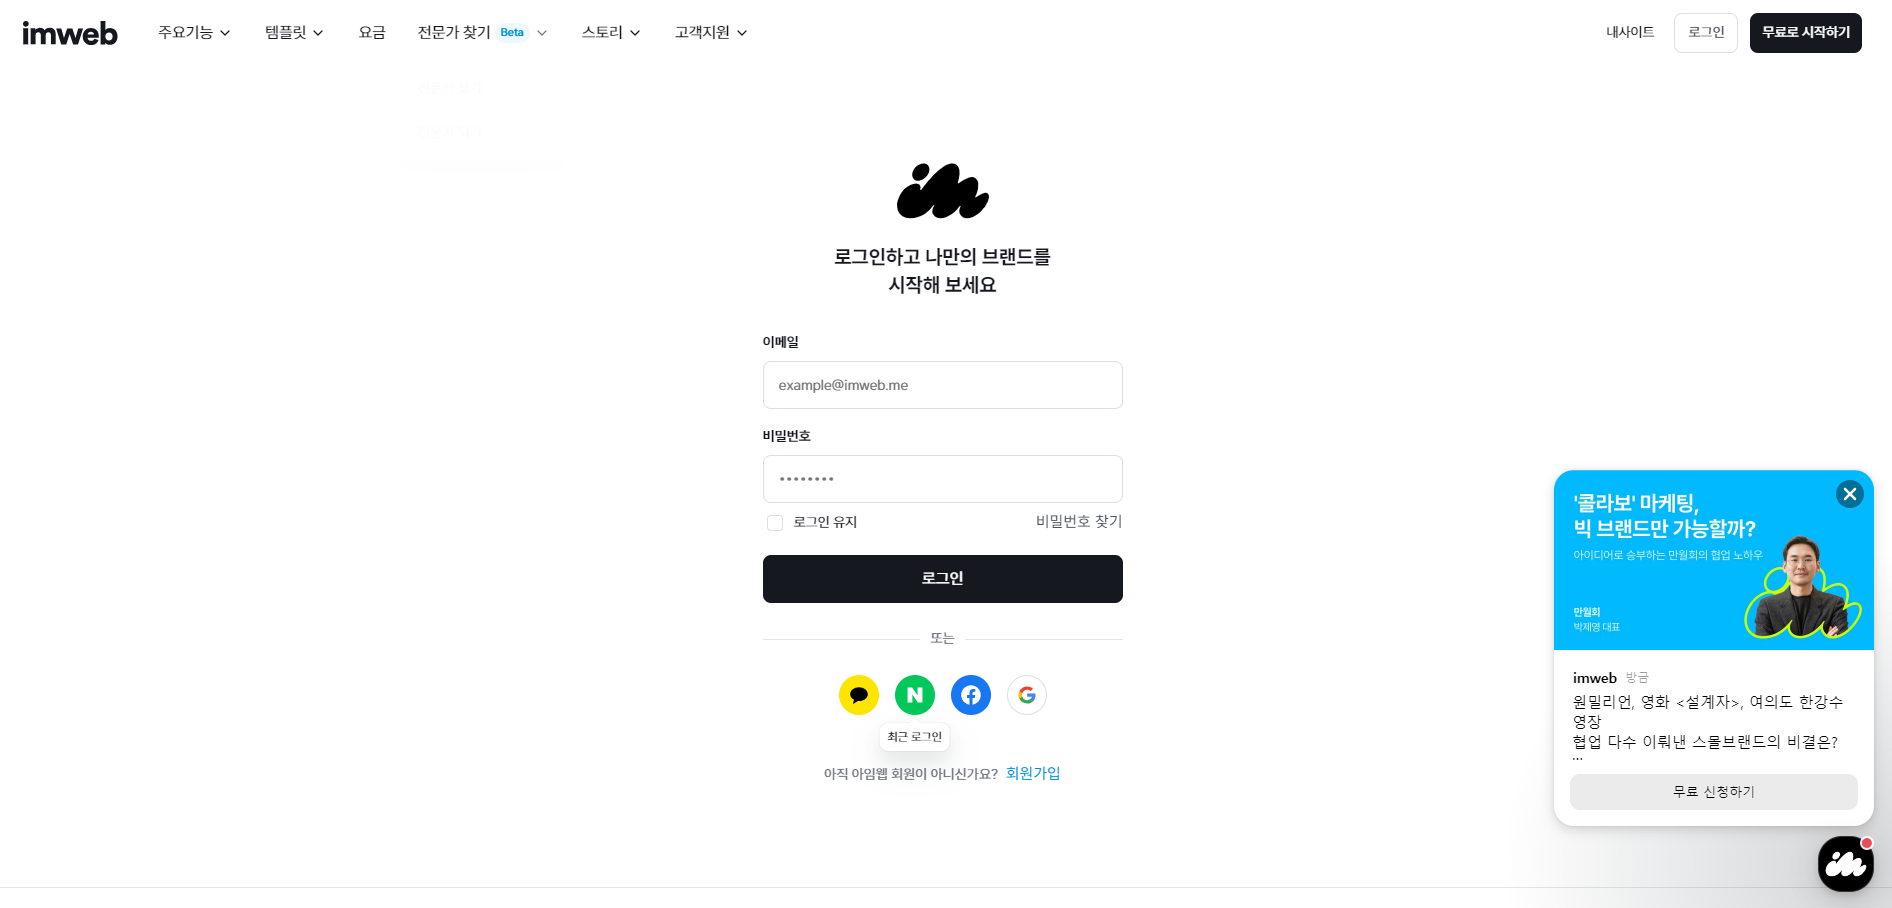 imweb
주요기능
템플릿
요금
전문가 찾기 Beta
스토리
고객지원
내사이트
로그인
무료로 시작하기
로그인하고 나만의 브랜드를
시작해 보세요
이메일
example@imweb.me
비밀번호
로그인 유지
비밀번호 찾기
로그인
또는
최근 로그인
아직 아임웹 회원이 아니신가요? 회원가입
'콜라보' 마케팅,
빅 브랜드만 가능할까?
아이디어로 승부하는 만월회의 협업 노하우
만월회
박제영 대표
imweb 방금
원밀리언, 영화 <설계자>, 여의도 한강수
영장
협업 다수 이뤄낸 스몰브랜드의 비결은?
...
무료 신청하기